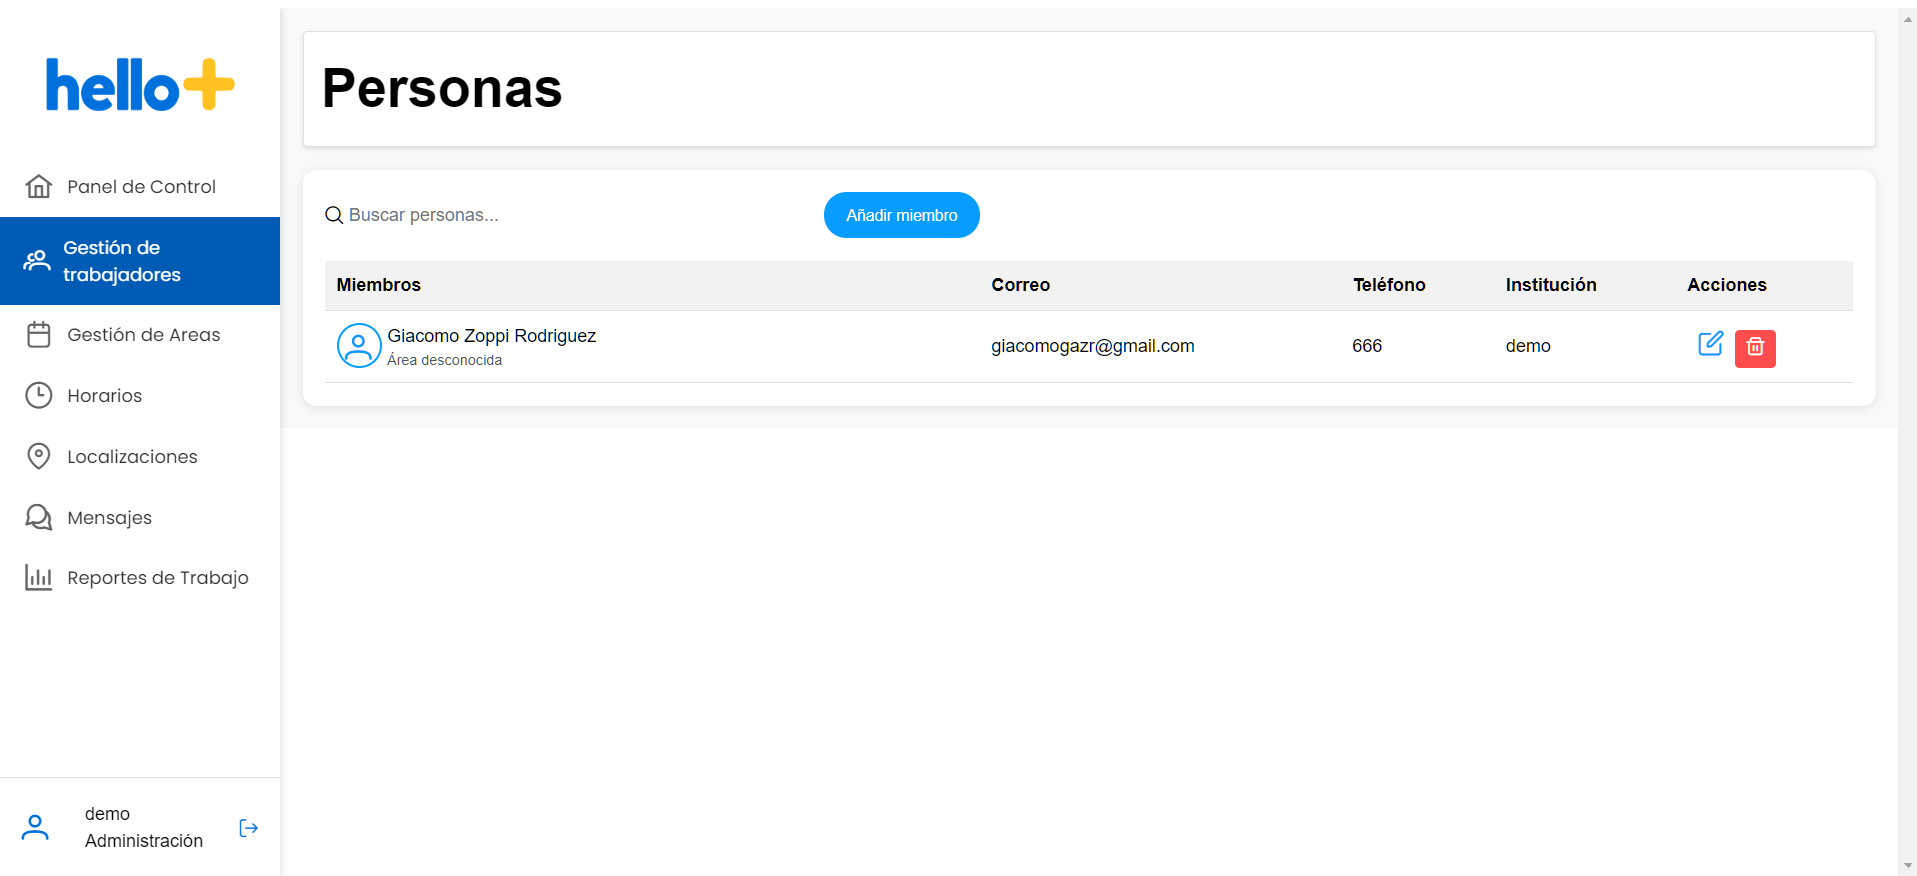 hello+
Panel de Control
Gestión de
trabajadores
Gestión de Areas
Horarios
Localizaciones
Mensajes
Reportes de Trabajo
demo
Administración
Personas
Buscar personas...
Añadir miembro
Miembros Correo Teléfono Institución Acciones
Giacomo Zoppi Rodriguez
Área desconocida
giacomogazr@gmail.com 666 demo